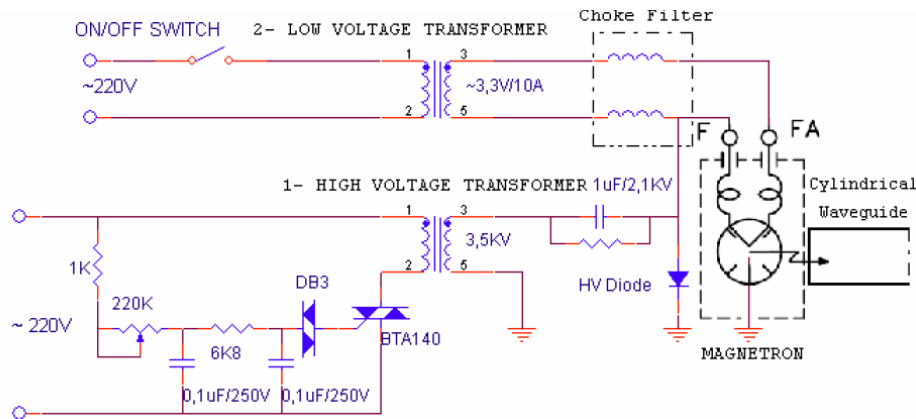 Choke Filter
ON/OFF SWITCH
2- LOW VOLTAGE TRANSFORMER
1
3
~220V
~3,3V/10A
2
5
F
FA
1- HIGH VOLTAGE TRANSFORMER
1uF/2,1KV
Cylindrical
Waveguide
1
3
1K
3,5KV
2
5
DB3
HV Diode
220K
~ 220V
BTA140
6K8
MAGNETRON
0,1uF/250V
0,1uF/250V